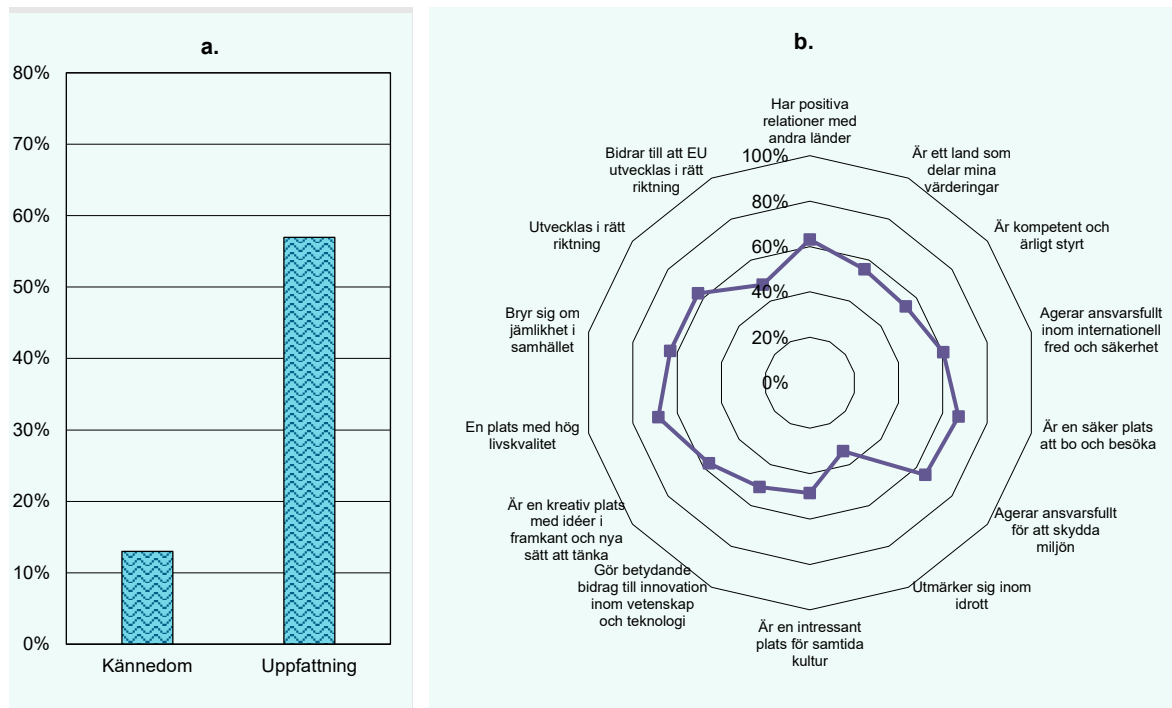 a.
80%
70%
60%
50%
40%
30%
20%
10%
0%
Kännedom
Uppfattning
b.
Har positiva
relationer med
andra länder
Är ett land som
delar mina
värderingar
Är kompetent och
ärligt styrt
Agerar ansvarsfullt
inom internationell
fred och säkerhet
Är en säker plats
att bo och besöka
Agerar ansvarsfullt
för att skydda
miljön
Utmärker sig inom
idrott
Är en intressant
plats för samtida
kultur
Gör betydande
bidrag till innovation
inom vetenskap
och teknologi
Är en kreativ plats
med idéer i
framkant och nya
sätt att tänka
En plats med hög
livskvalitet
Bryr sig om
jämlikhet i
samhället
Utvecklas i rätt
riktning
Bidrar till att EU
utvecklas i rätt
riktning
100%
80%
60%
40%
20%
0%